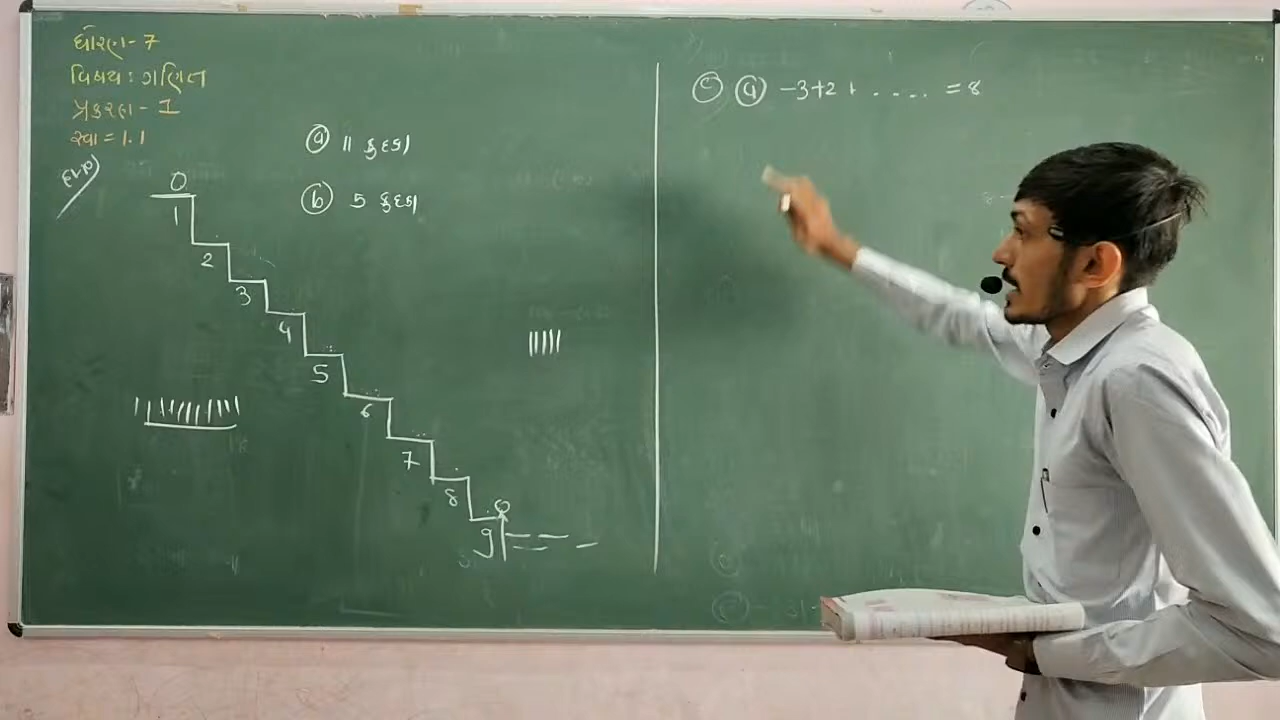 ધોરણ - 7
વિષય : ગણિત
પ્રકરણ - 1
સ્વા = 1.1
ⓐ 11 કુદકા
ⓑ 5 કુદકા
0
1
2
3
4
5
6
7
8
9
ⓒ ⓐ -3+2+ .... = 8